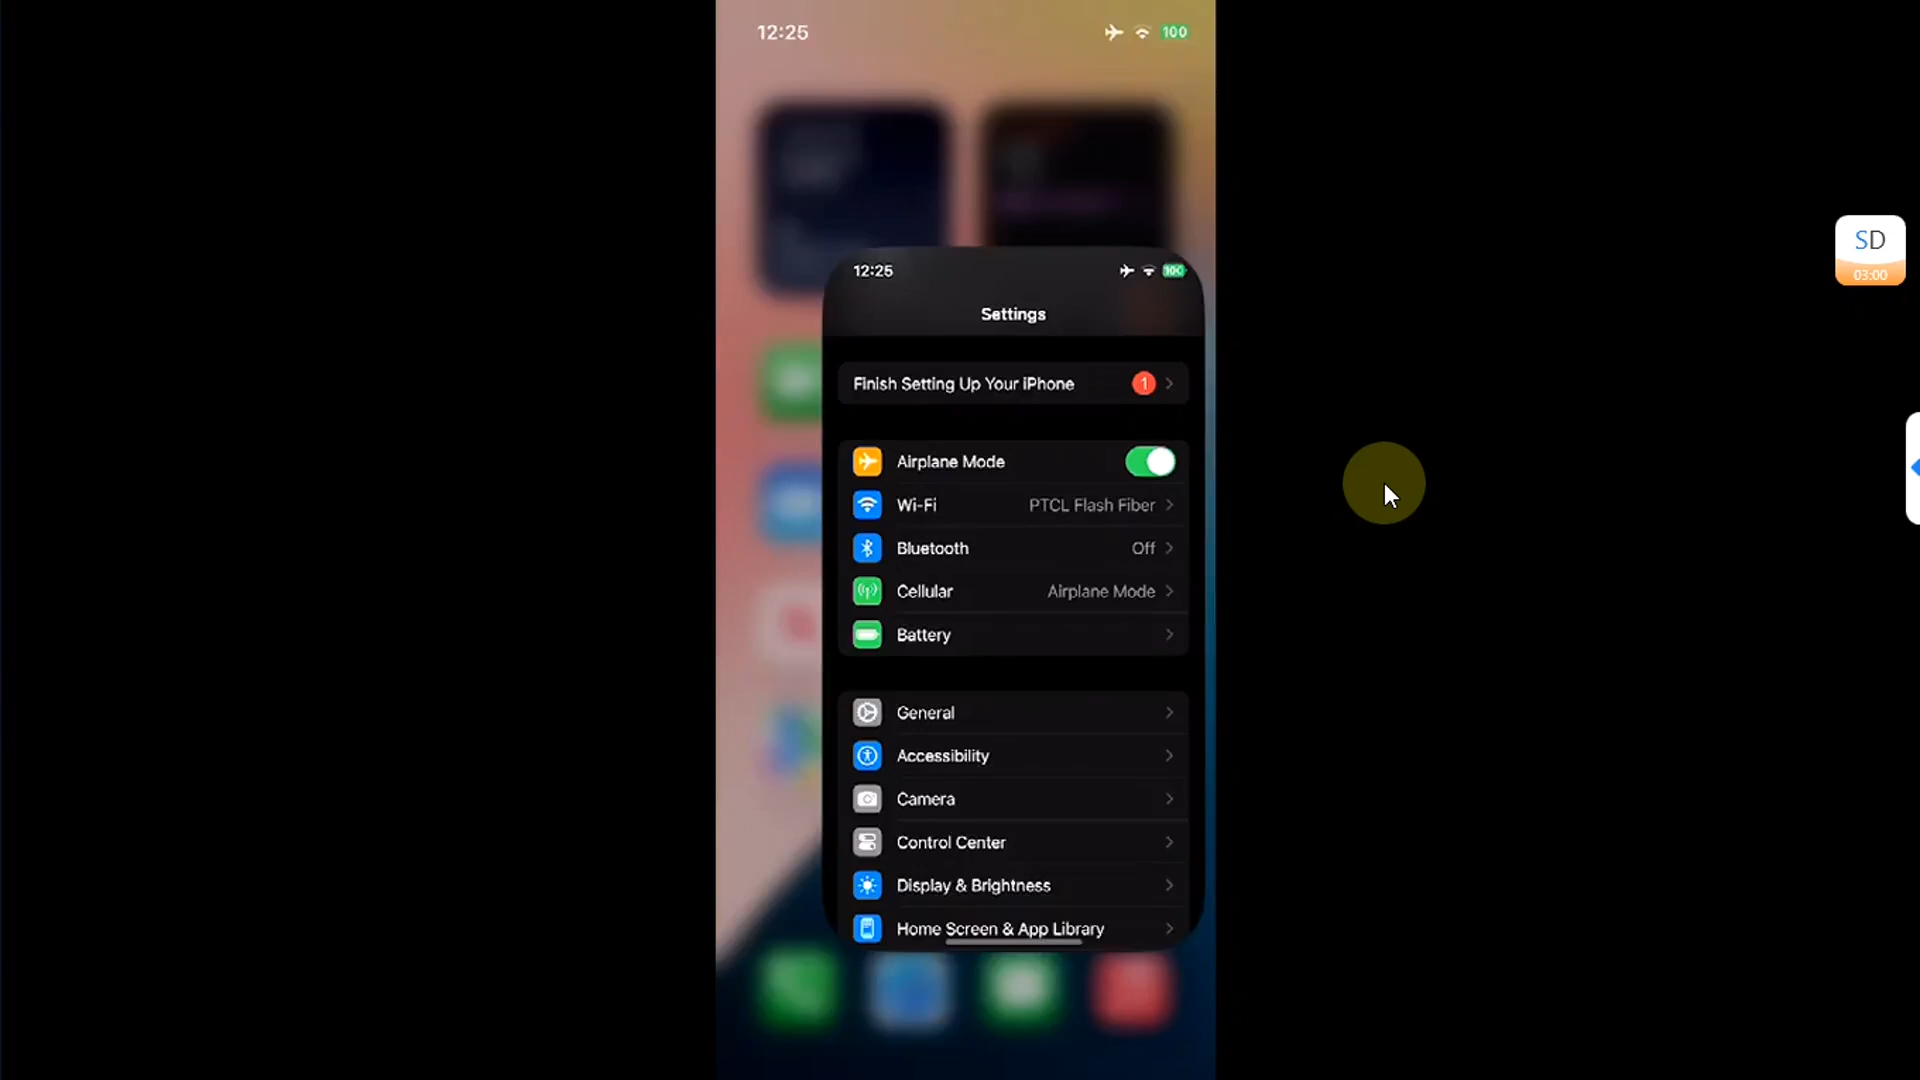 12:25
100
SD
03:00
12:25
100
Settings
Finish Setting Up Your iPhone
1
Airplane Mode
Wi-Fi
PTCL Flash Fiber
Bluetooth
Off
Cellular
Airplane Mode
Battery
General
Accessibility
Camera
Control Center
Display & Brightness
Home Screen & App Library